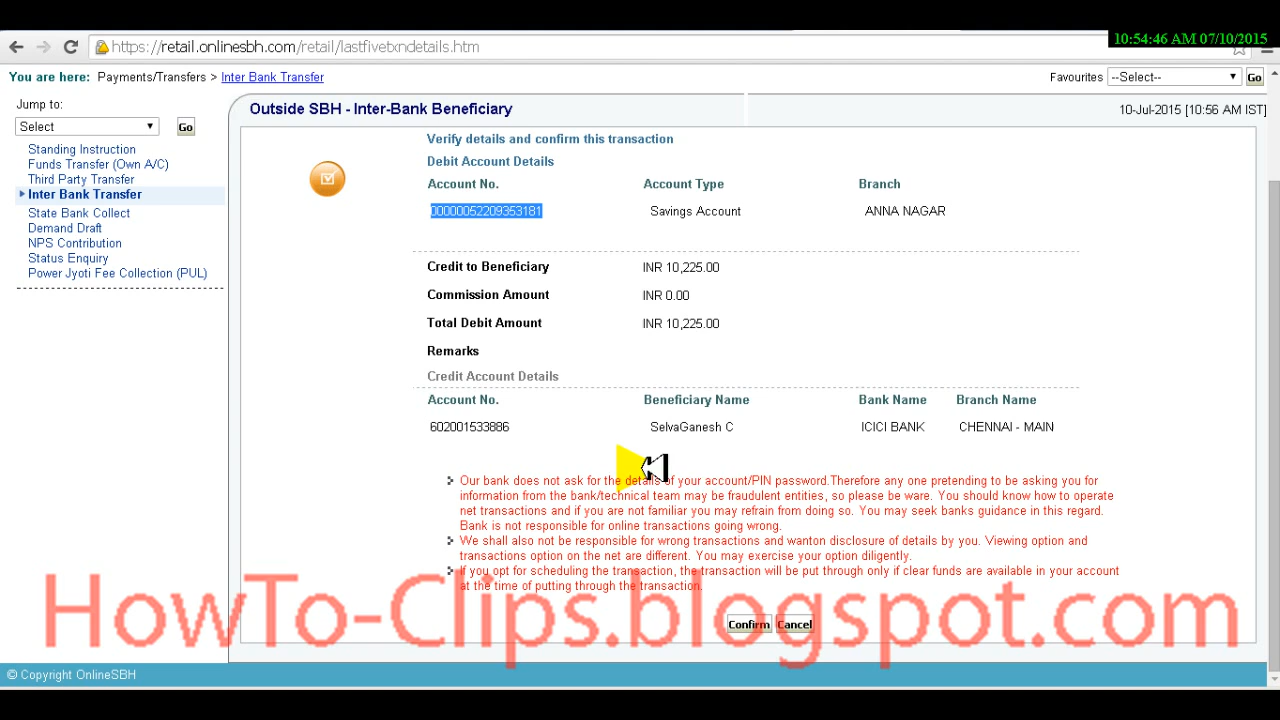 https://retail.onlinesbh.com/retail/lastfivetxndetails.htm
10:54:46 AM 07/10/2015
You are here: Payments/Transfers > Inter Bank Transfer
Favourites --Select-- Go
Jump to:
Select Go
Standing Instruction
Funds Transfer (Own A/C)
Third Party Transfer
Inter Bank Transfer
State Bank Collect
Demand Draft
NPS Contribution
Status Enquiry
Power Jyoti Fee Collection (PUL)
Outside SBH - Inter-Bank Beneficiary
10-Jul-2015 [10:56 AM IST]
Verify details and confirm this transaction
Debit Account Details
Account No. Account Type Branch
00000052209353181 Savings Account ANNA NAGAR
Credit to Beneficiary INR 10,225.00
Commission Amount INR 0.00
Total Debit Amount INR 10,225.00
Remarks
Credit Account Details
Account No. Beneficiary Name Bank Name Branch Name
602001533886 SelvaGanesh C ICICI BANK CHENNAI - MAIN
Our bank does not ask for the details of your account/PIN password.Therefore any one pretending to be asking you for
information from the bank/technical team may be fraudulent entities, so please be ware. You should know how to operate
net transactions and if you are not familiar you may refrain from doing so. You may seek banks guidance in this regard.
Bank is not responsible for online transactions going wrong.
We shall also not be responsible for wrong transactions and wanton disclosure of details by you. Viewing option and
transactions option on the net are different. You may exercise your option diligently.
If you opt for scheduling the transaction, the transaction will be put through only if clear funds are available in your account
at the time of putting through the transaction.
HowTo-Clips.blogspot.com
Confirm Cancel
© Copyright OnlineSBH